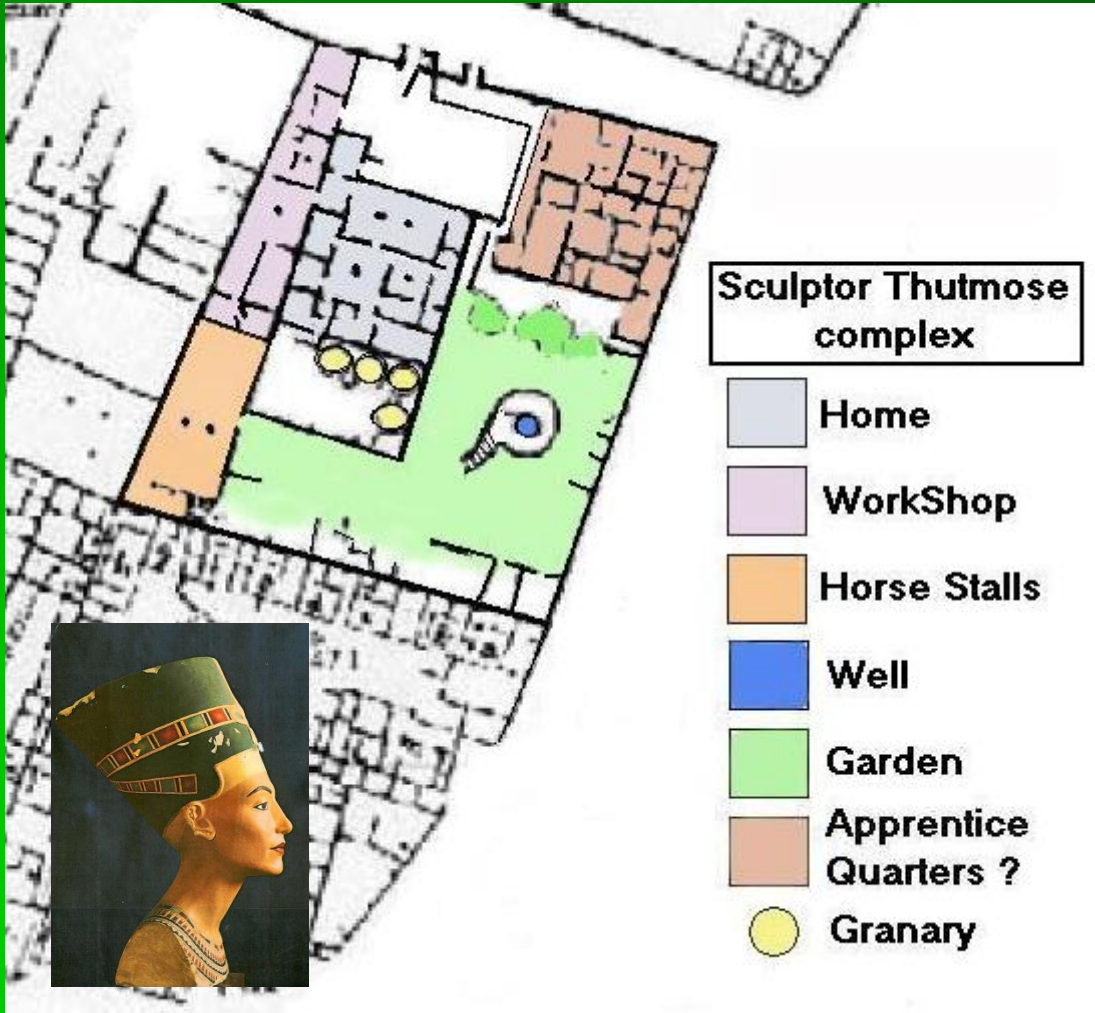 Sculptor Thutmose
complex
Home
WorkShop
Horse Stalls
Well
Garden
Apprentice
Quarters ?
Granary